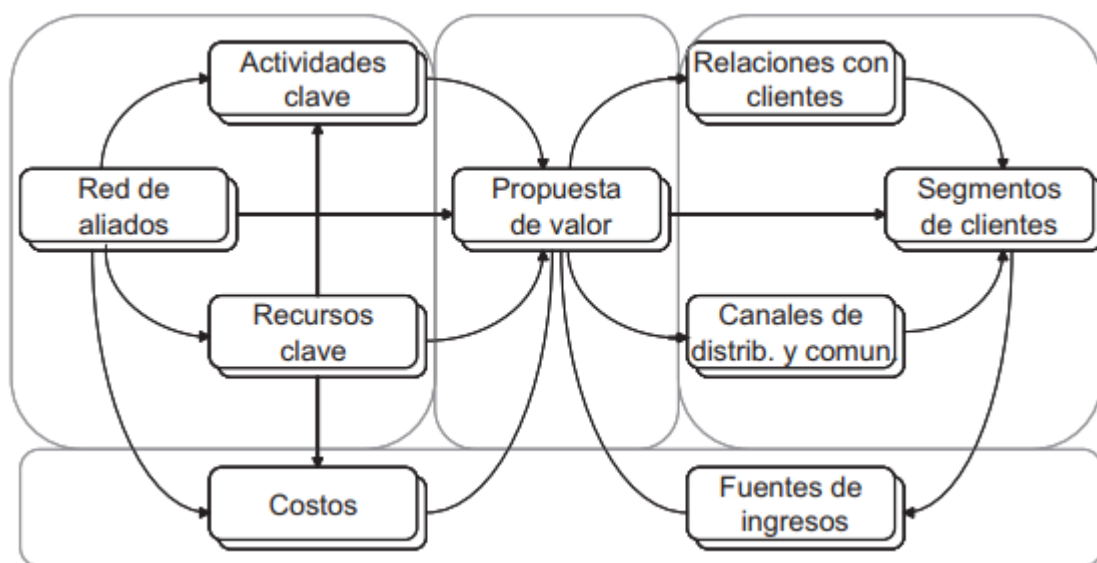 Actividades
clave
Relaciones con
clientes
Red de
aliados
Propuesta
de valor
Segmentos
de clientes
Recursos
clave
Canales de
distrib. y comun.
Costos
Fuentes de
ingresos